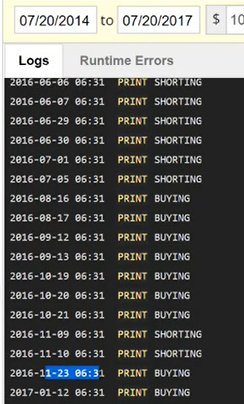 07/20/2014 to 07/20/2017 $ 10
Logs Runtime Errors
2016-06-06 06:31 PRINT SHORTING
2016-06-07 06:31 PRINT SHORTING
2016-06-29 06:31 PRINT SHORTING
2016-06-30 06:31 PRINT SHORTING
2016-07-01 06:31 PRINT SHORTING
2016-07-05 06:31 PRINT SHORTING
2016-08-16 06:31 PRINT BUYING
2016-08-17 06:31 PRINT BUYING
2016-09-12 06:31 PRINT BUYING
2016-09-13 06:31 PRINT BUYING
2016-10-19 06:31 PRINT BUYING
2016-10-20 06:31 PRINT BUYING
2016-10-21 06:31 PRINT BUYING
2016-11-09 06:31 PRINT SHORTING
2016-11-10 06:31 PRINT SHORTING
2016-11-23 06:31 PRINT BUYING
2017-01-12 06:31 PRINT BUYING